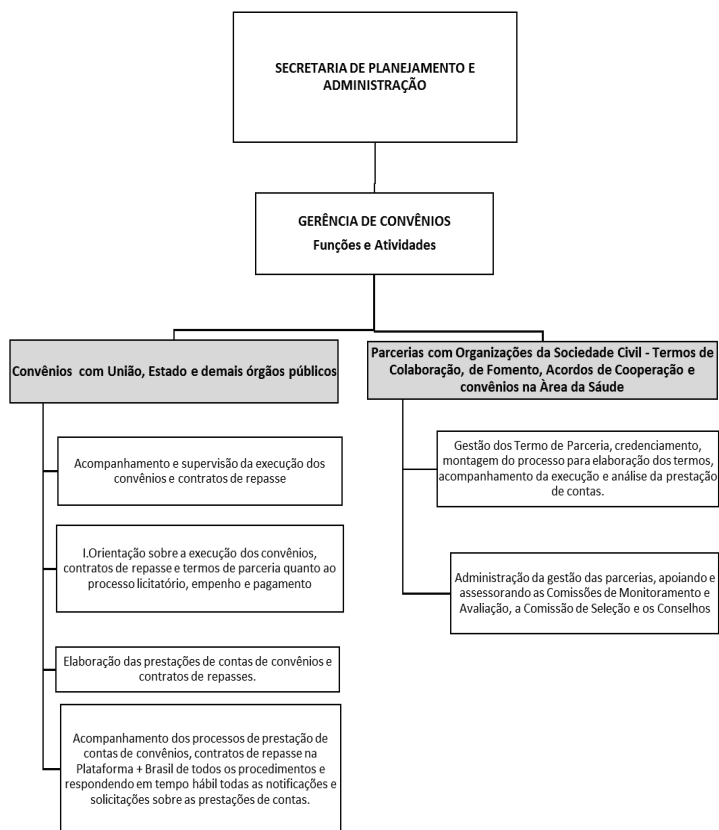 SECRETARIA DE PLANEJAMENTO E
ADMINISTRAÇÃO
GERÊNCIA DE CONVÊNIOS
Funções e Atividades
Convênios com União, Estado e demais órgãos públicos
Acompanhamento e supervisão da execução dos
convênios e contratos de repasse
I.Orientação sobre a execução dos convênios,
contratos de repasse e termos de parceria quanto ao
processo licitatório, empenho e pagamento
Elaboração das prestações de contas de convênios e
contratos de repasses.
Acompanhamento dos processos de prestação de
contas de convênios, contratos de repasse na
Plataforma + Brasil de todos os procedimentos e
respondendo em tempo hábil todas as notificações e
solicitações sobre as prestações de contas.
Parcerias com Organizações da Sociedade Civil - Termos de
Colaboração, de Fomento, Acordos de Cooperação e
convênios na Àrea da Sáude
Gestão dos Termo de Parceria, credenciamento,
montagem do processo para elaboração dos termos,
acompanhamento da execução e análise da prestação
de contas.
Administração da gestão das parcerias, apoiando e
assessorando as Comissões de Monitoramento e
Avaliação, a Comissão de Seleção e os Conselhos